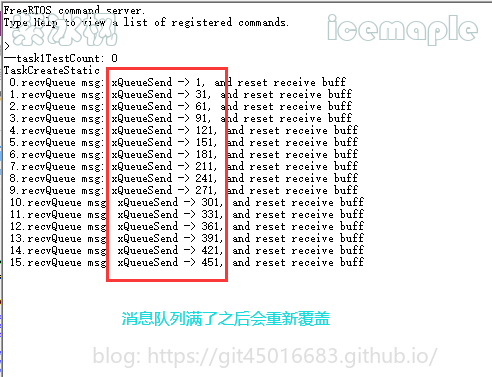 FreeRTOS command server.
Type Help to view a list of registered commands.
icemaple
>
--task1TestCount: 0
TaskCreateStatic
0.recvQueue msg: xQueueSend -> 1, and reset receive buff
1.recvQueue msg: xQueueSend -> 31, and reset receive buff
2.recvQueue msg: xQueueSend -> 61, and reset receive buff
3.recvQueue msg: xQueueSend -> 91, and reset receive buff
4.recvQueue msg: xQueueSend -> 121, and reset receive buff
5.recvQueue msg: xQueueSend -> 151, and reset receive buff
6.recvQueue msg: xQueueSend -> 181, and reset receive buff
7.recvQueue msg: xQueueSend -> 211, and reset receive buff
8.recvQueue msg: xQueueSend -> 241, and reset receive buff
9.recvQueue msg: xQueueSend -> 271, and reset receive buff
10.recvQueue msg xQueueSend -> 301, and reset receive buff
11.recvQueue msg xQueueSend -> 331, and reset receive buff
12.recvQueue msg xQueueSend -> 361, and reset receive buff
13.recvQueue msg xQueueSend -> 391, and reset receive buff
14.recvQueue msg xQueueSend -> 421, and reset receive buff
15.recvQueue msg xQueueSend -> 451, and reset receive buff
消息队列满了之后会重新覆盖
blog: https://git45016683.github.io/